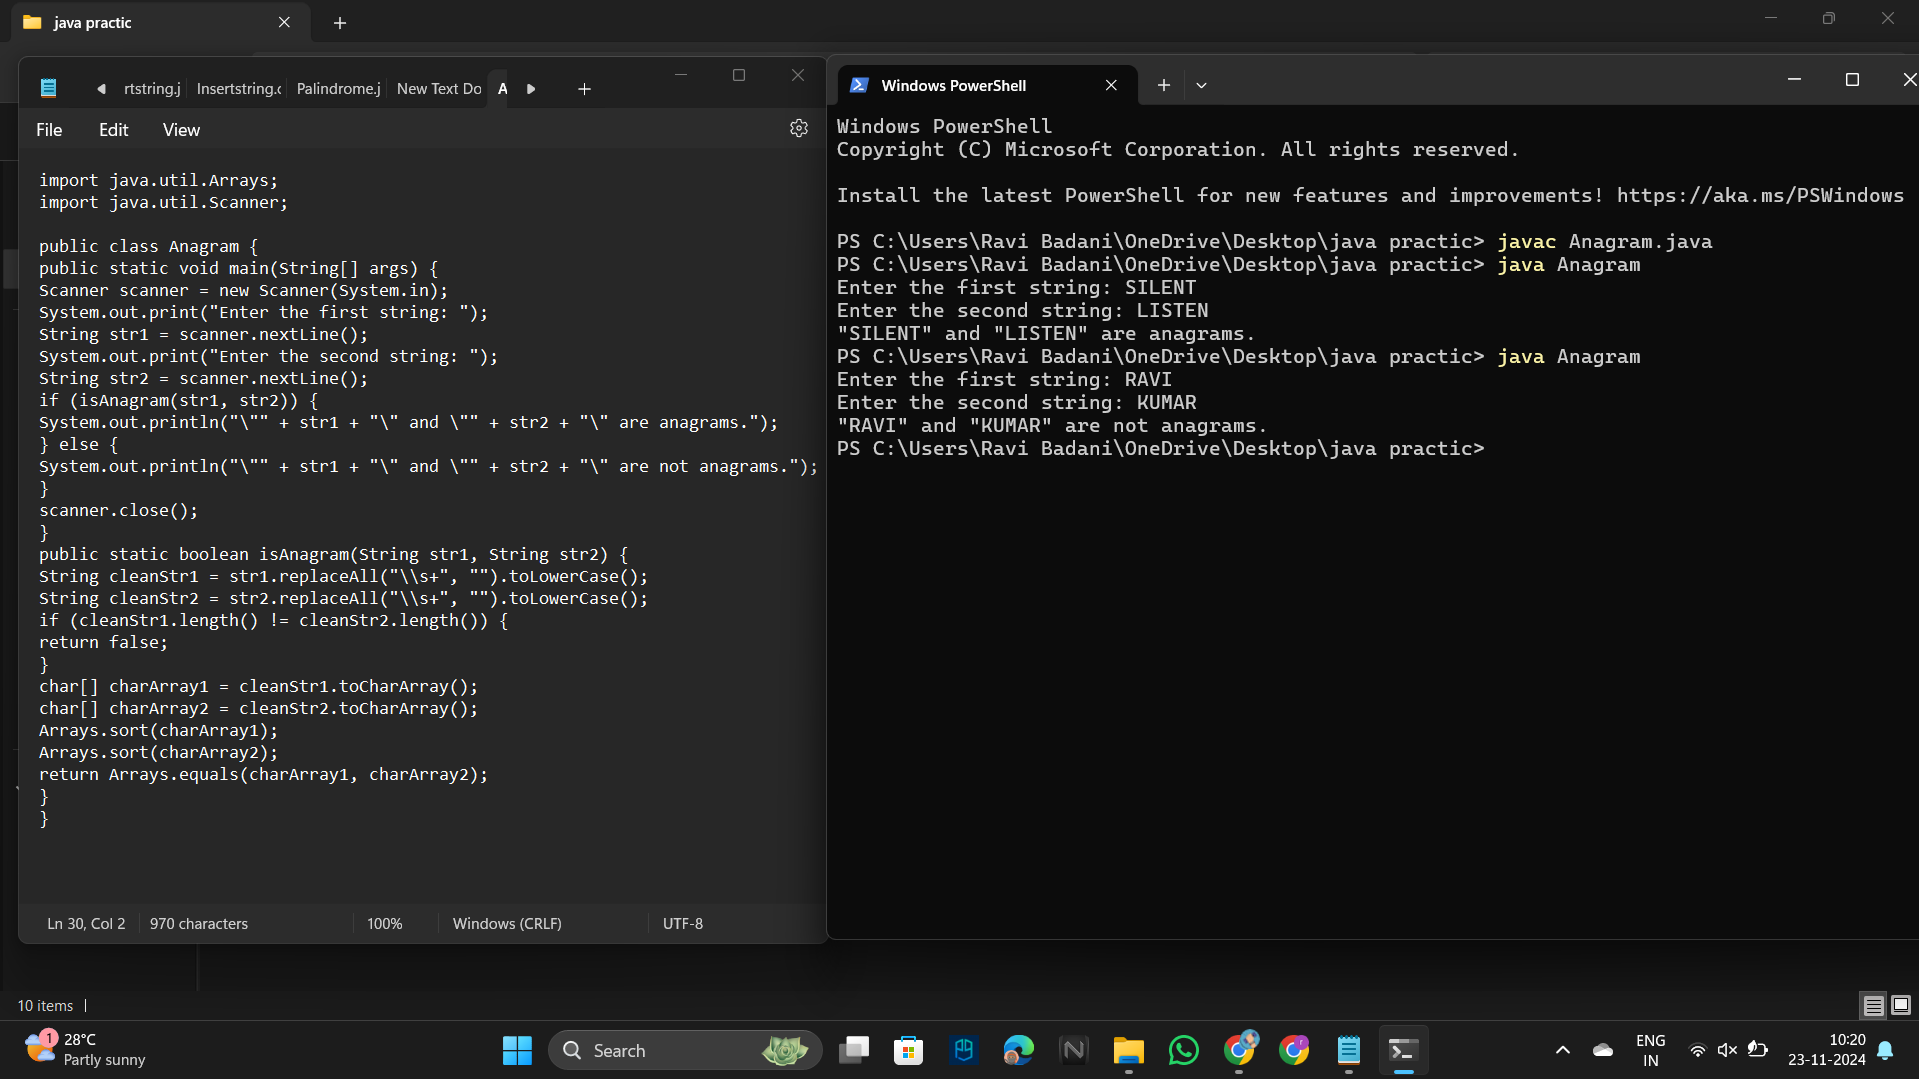 java practic
rtstring.j Insertstring.c Palindrome.j New Text Do A
File Edit View
import java.util.Arrays;
import java.util.Scanner;
public class Anagram {
public static void main(String[] args) {
Scanner scanner = new Scanner(System.in);
System.out.print("Enter the first string: ");
String str1 = scanner.nextLine();
System.out.print("Enter the second string: ");
String str2 = scanner.nextLine();
if (isAnagram(str1, str2)) {
System.out.println("\"" + str1 + "\" and \"" + str2 + "\" are anagrams.");
} else {
System.out.println("\"" + str1 + "\" and \"" + str2 + "\" are not anagrams.");
}
scanner.close();
}
public static boolean isAnagram(String str1, String str2) {
String cleanStr1 = str1.replaceAll("\\s+", "").toLowerCase();
String cleanStr2 = str2.replaceAll("\\s+", "").toLowerCase();
if (cleanStr1.length() != cleanStr2.length()) {
return false;
}
char[] charArray1 = cleanStr1.toCharArray();
char[] charArray2 = cleanStr2.toCharArray();
Arrays.sort(charArray1);
Arrays.sort(charArray2);
return Arrays.equals(charArray1, charArray2);
}
}
Ln 30, Col 2 970 characters 100% Windows (CRLF) UTF-8
Windows PowerShell
Windows PowerShell
Copyright (C) Microsoft Corporation. All rights reserved.
Install the latest PowerShell for new features and improvements! https://aka.ms/PSWindows
PS C:\Users\Ravi Badani\OneDrive\Desktop\java practic> javac Anagram.java
PS C:\Users\Ravi Badani\OneDrive\Desktop\java practic> java Anagram
Enter the first string: SILENT
Enter the second string: LISTEN
"SILENT" and "LISTEN" are anagrams.
PS C:\Users\Ravi Badani\OneDrive\Desktop\java practic> java Anagram
Enter the first string: RAVI
Enter the second string: KUMAR
"RAVI" and "KUMAR" are not anagrams.
PS C:\Users\Ravi Badani\OneDrive\Desktop\java practic>
10 items
1
28°C
Partly sunny
Search
ENG
IN
10:20
23-11-2024